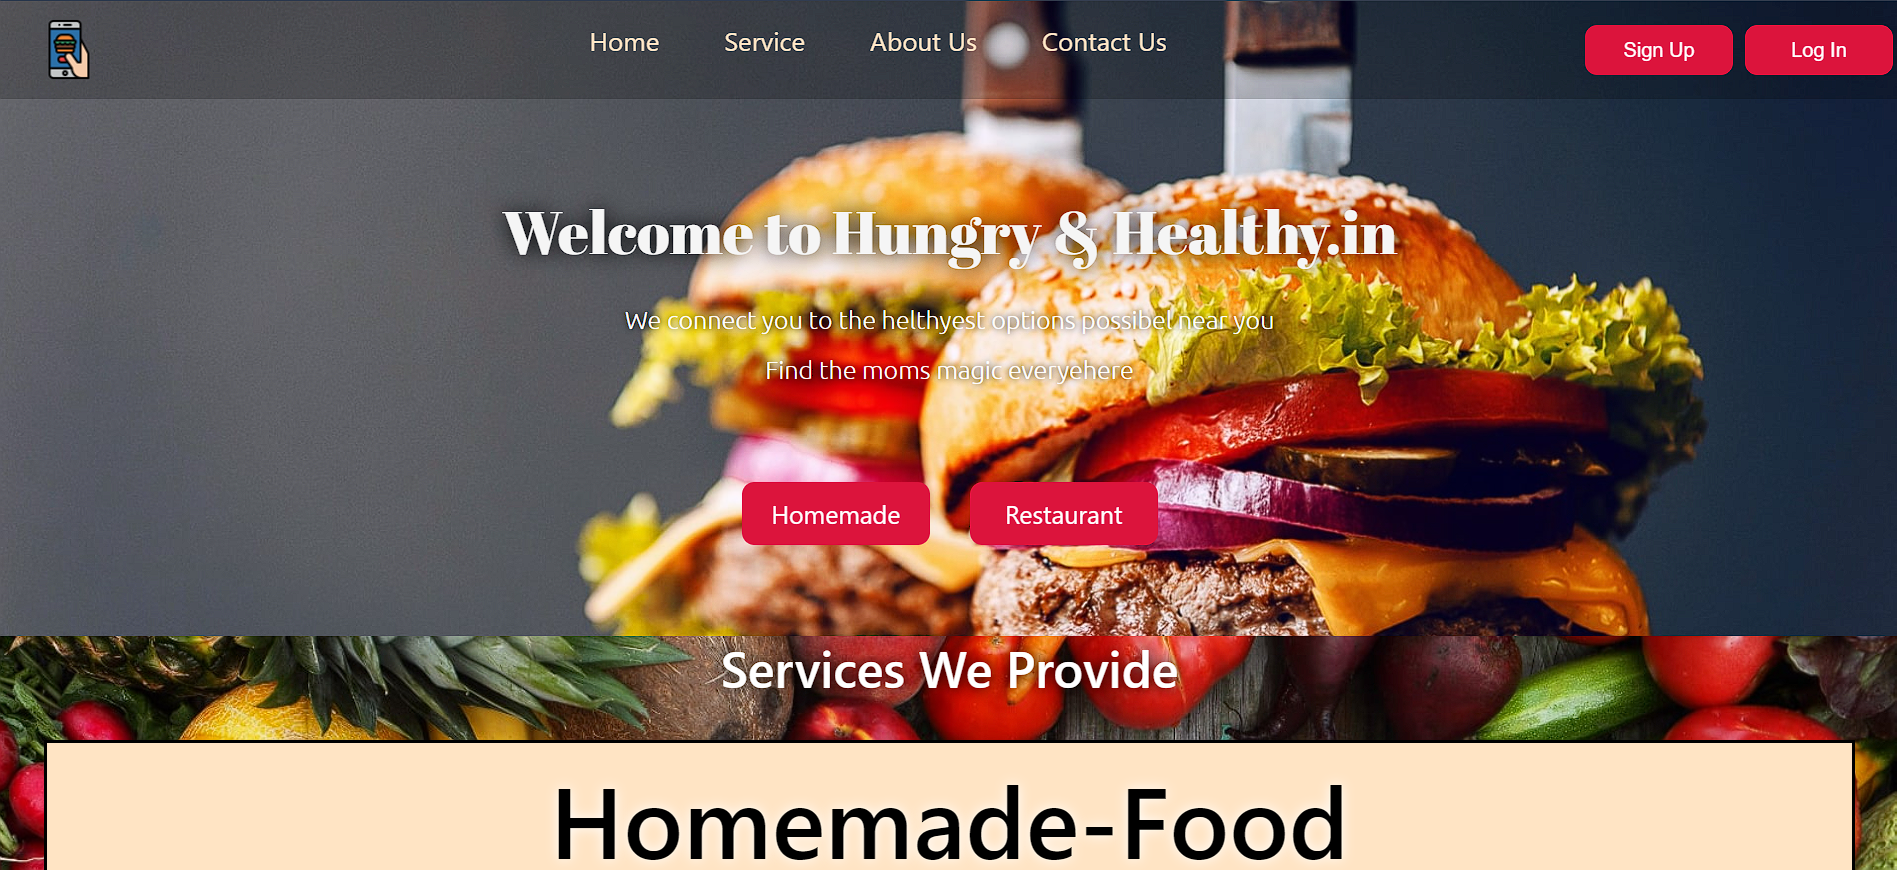 Home Service About Us Contact Us Sign Up Log In
Welcome to Hungry & Healthy.in
We connect you to the helthyest options possibel near you
Find the moms magic everyehere
Homemade Restaurant
Services We Provide
Homemade-Food